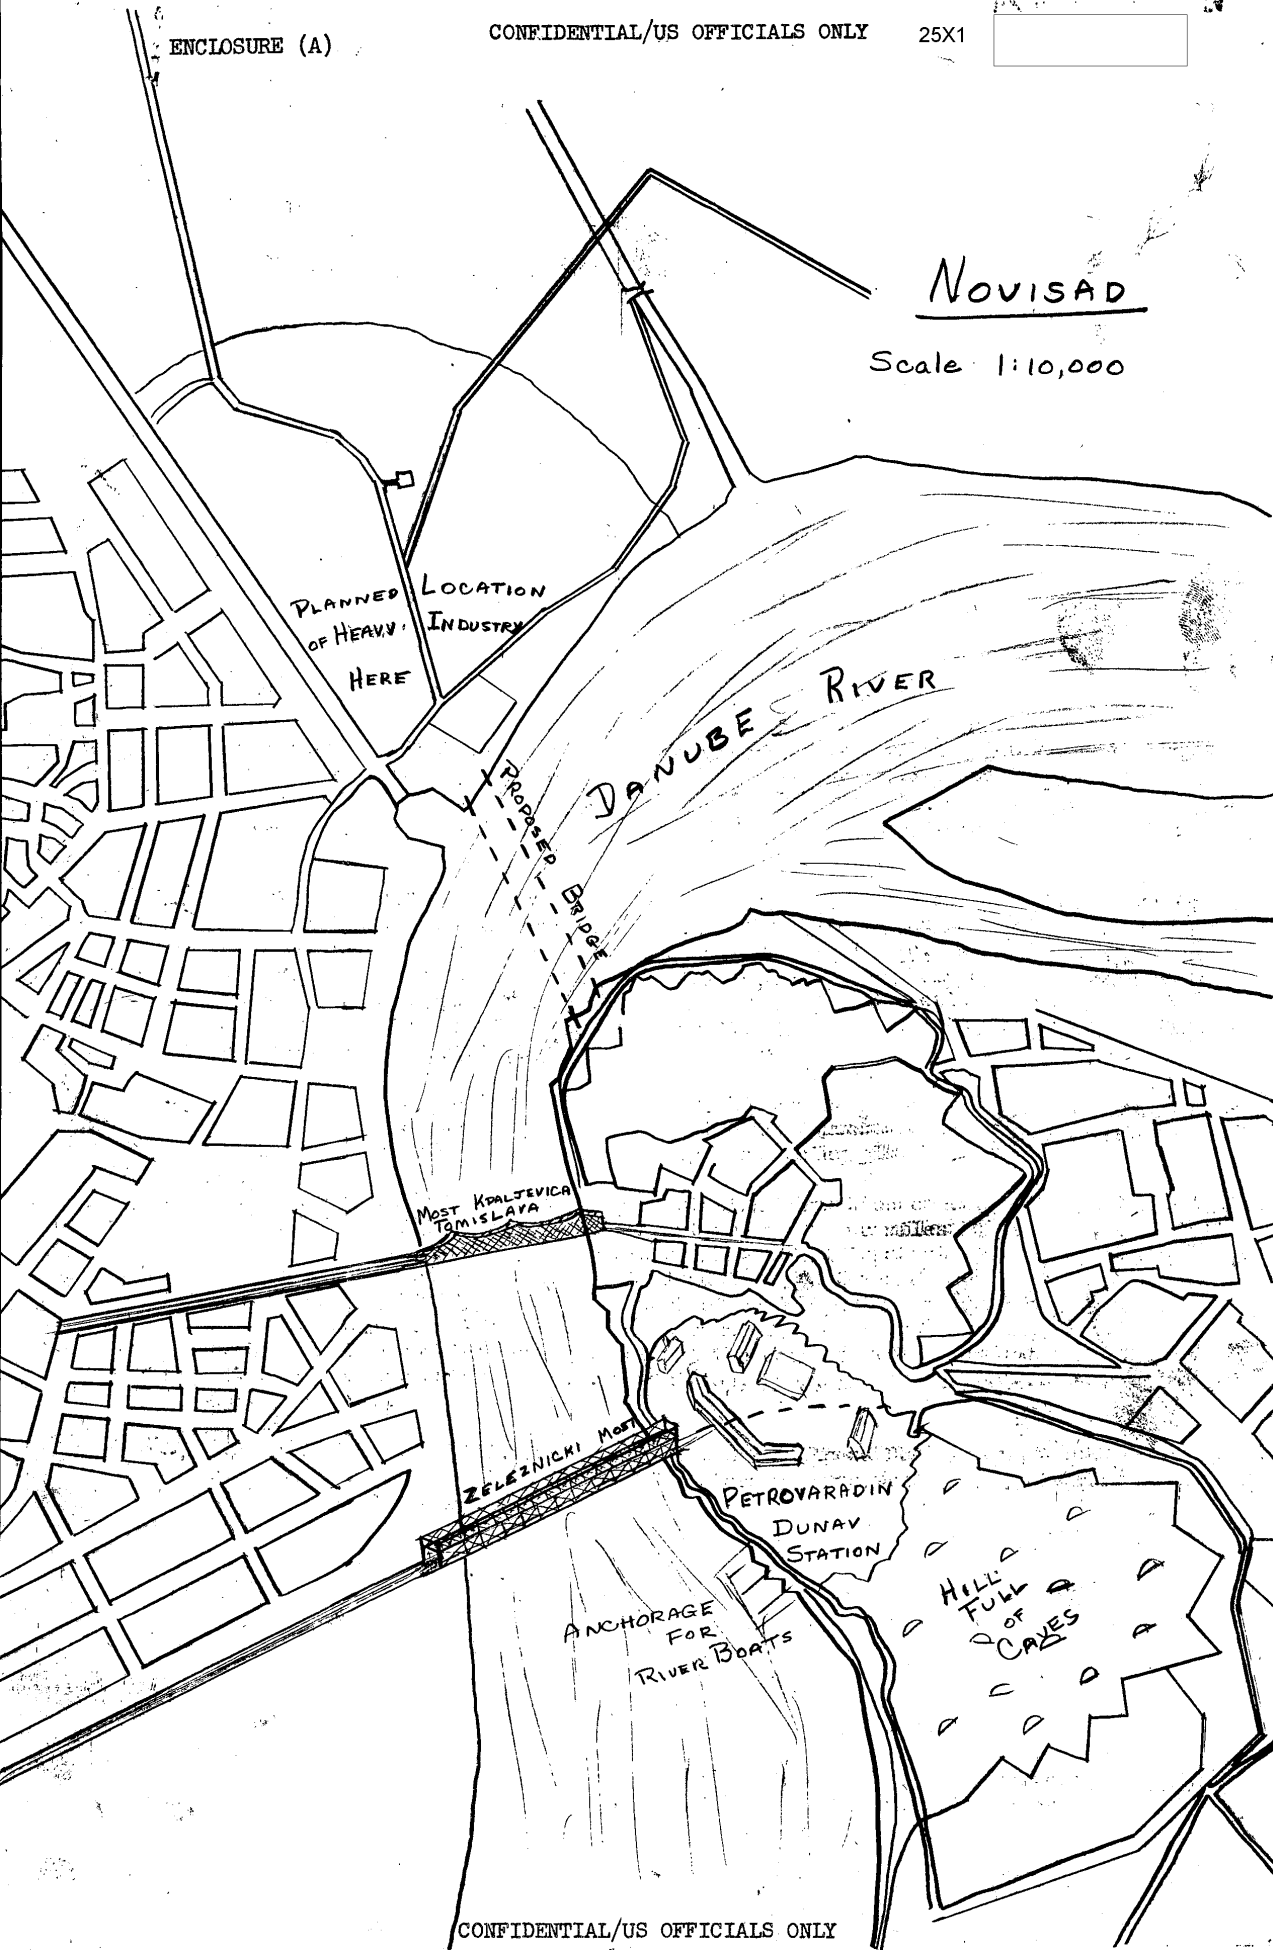 ENCLOSURE (A)
CONFIDENTIAL/US OFFICIALS ONLY
25X1
NOVISAD
Scale 1:10,000
PLANNED LOCATION
OF HEAVY INDUSTRY
HERE
DANUBE RIVER
PROPOSED BRIDGE
MOST KRALJEVICA
TOMISLAVA
ZELEZNICKI MOST
PETROVARADIN
DUNAV
STATION
HILL
FULL
OF
CAVES
ANCHORAGE
FOR
RIVER BOATS
CONFIDENTIAL/US OFFICIALS ONLY